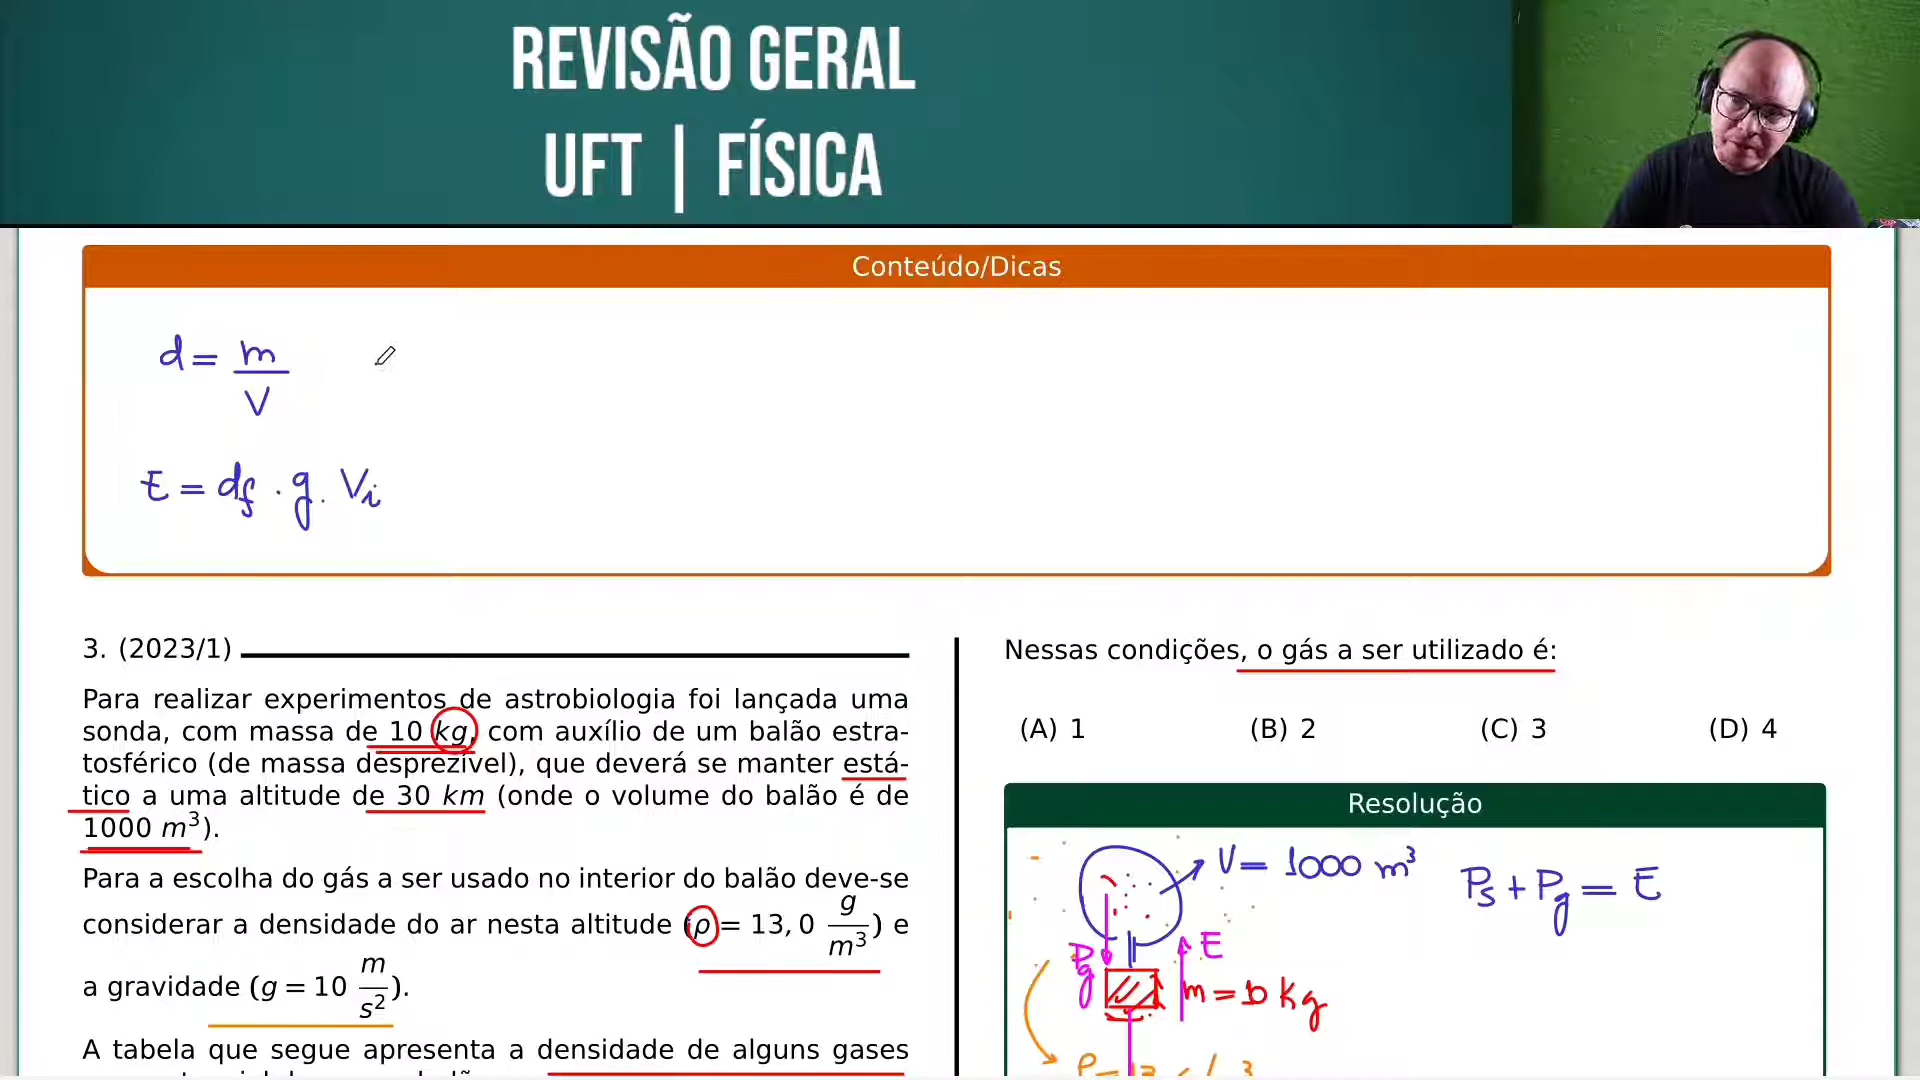 REVISÃO GERAL
UFT | FÍSICA
Conteúdo/Dicas
d = m/V
E = df . g . Vi
3. (2023/1)
Para realizar experimentos de astrobiologia foi lançada uma
sonda, com massa de 10 kg, com auxílio de um balão estra-
tosférico (de massa desprezível), que deverá se manter está-
tico a uma altitude de 30 km (onde o volume do balão é de
1000 m³).
Para a escolha do gás a ser usado no interior do balão deve-se
considerar a densidade do ar nesta altitude (ρ = 13,0 g/m³) e
a gravidade (g = 10 m/s²).
A tabela que segue apresenta a densidade de alguns gases
Nessas condições, o gás a ser utilizado é:
(A) 1 (B) 2 (C) 3 (D) 4
Resolução
V = 1000 m³
Ps + Pg = E
Pg
E
m = 10 kg